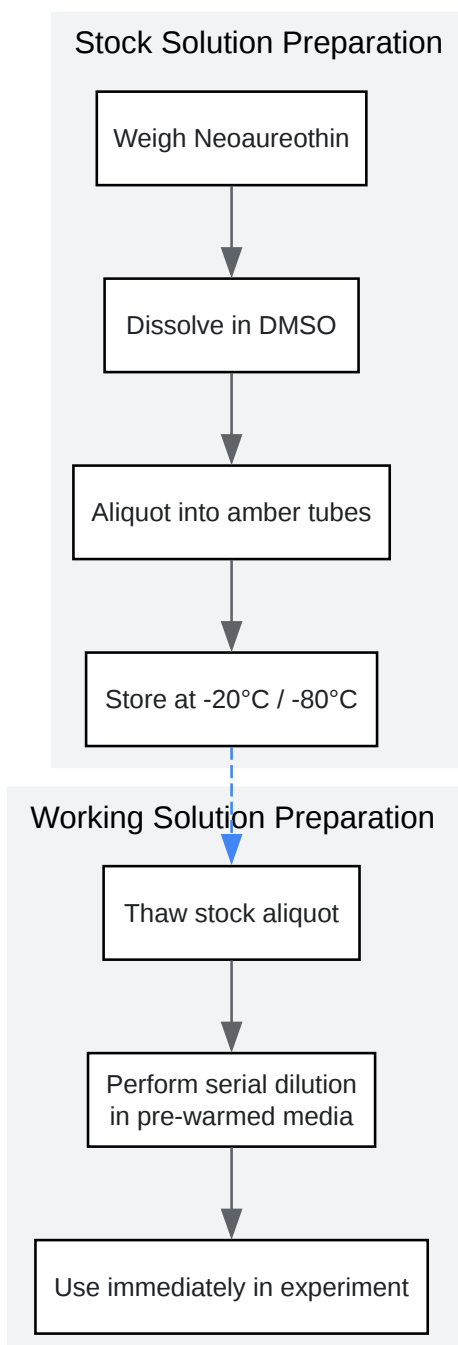 Stock Solution Preparation
Weigh Neoaureothin
Dissolve in DMSO
Aliquot into amber tubes
Store at -20°C / -80°C
Working Solution Preparation
Thaw stock aliquot
Perform serial dilution
in pre-warmed media
Use immediately in experiment